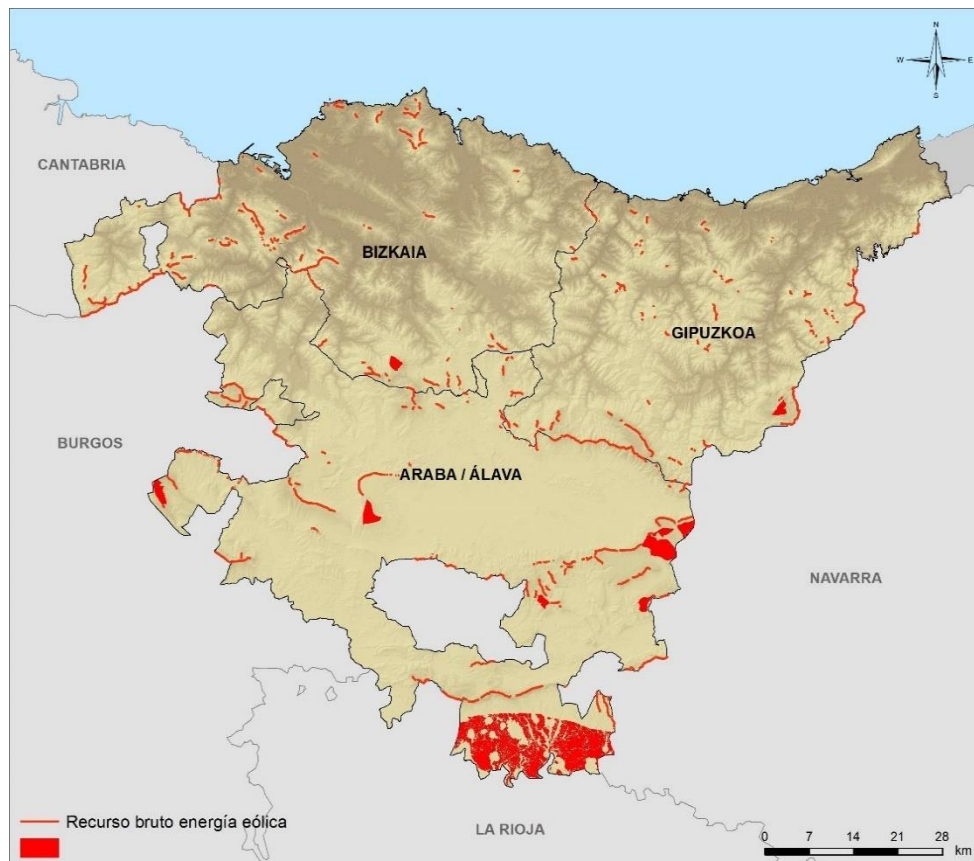 N
W E
S
CANTABRIA
BIZKAIA
GIPUZKOA
BURGOS
ARABA / ÁLAVA
NAVARRA
Recurso bruto energía eólica
LA RIOJA
0 7 14 21 28
km